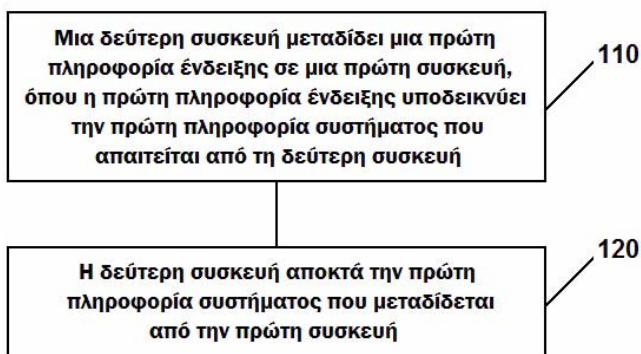 Μια δεύτερη συσκευή μεταδίδει μια πρώτη
πληροφορία ένδειξης σε μια πρώτη συσκευή,
όπου η πρώτη πληροφορία ένδειξης υποδεικνύει
την πρώτη πληροφορία συστήματος που
απαιτείται από τη δεύτερη συσκευή
110
Η δεύτερη συσκευή αποκτά την πρώτη
πληροφορία συστήματος που μεταδίδεται
από την πρώτη συσκευή
120